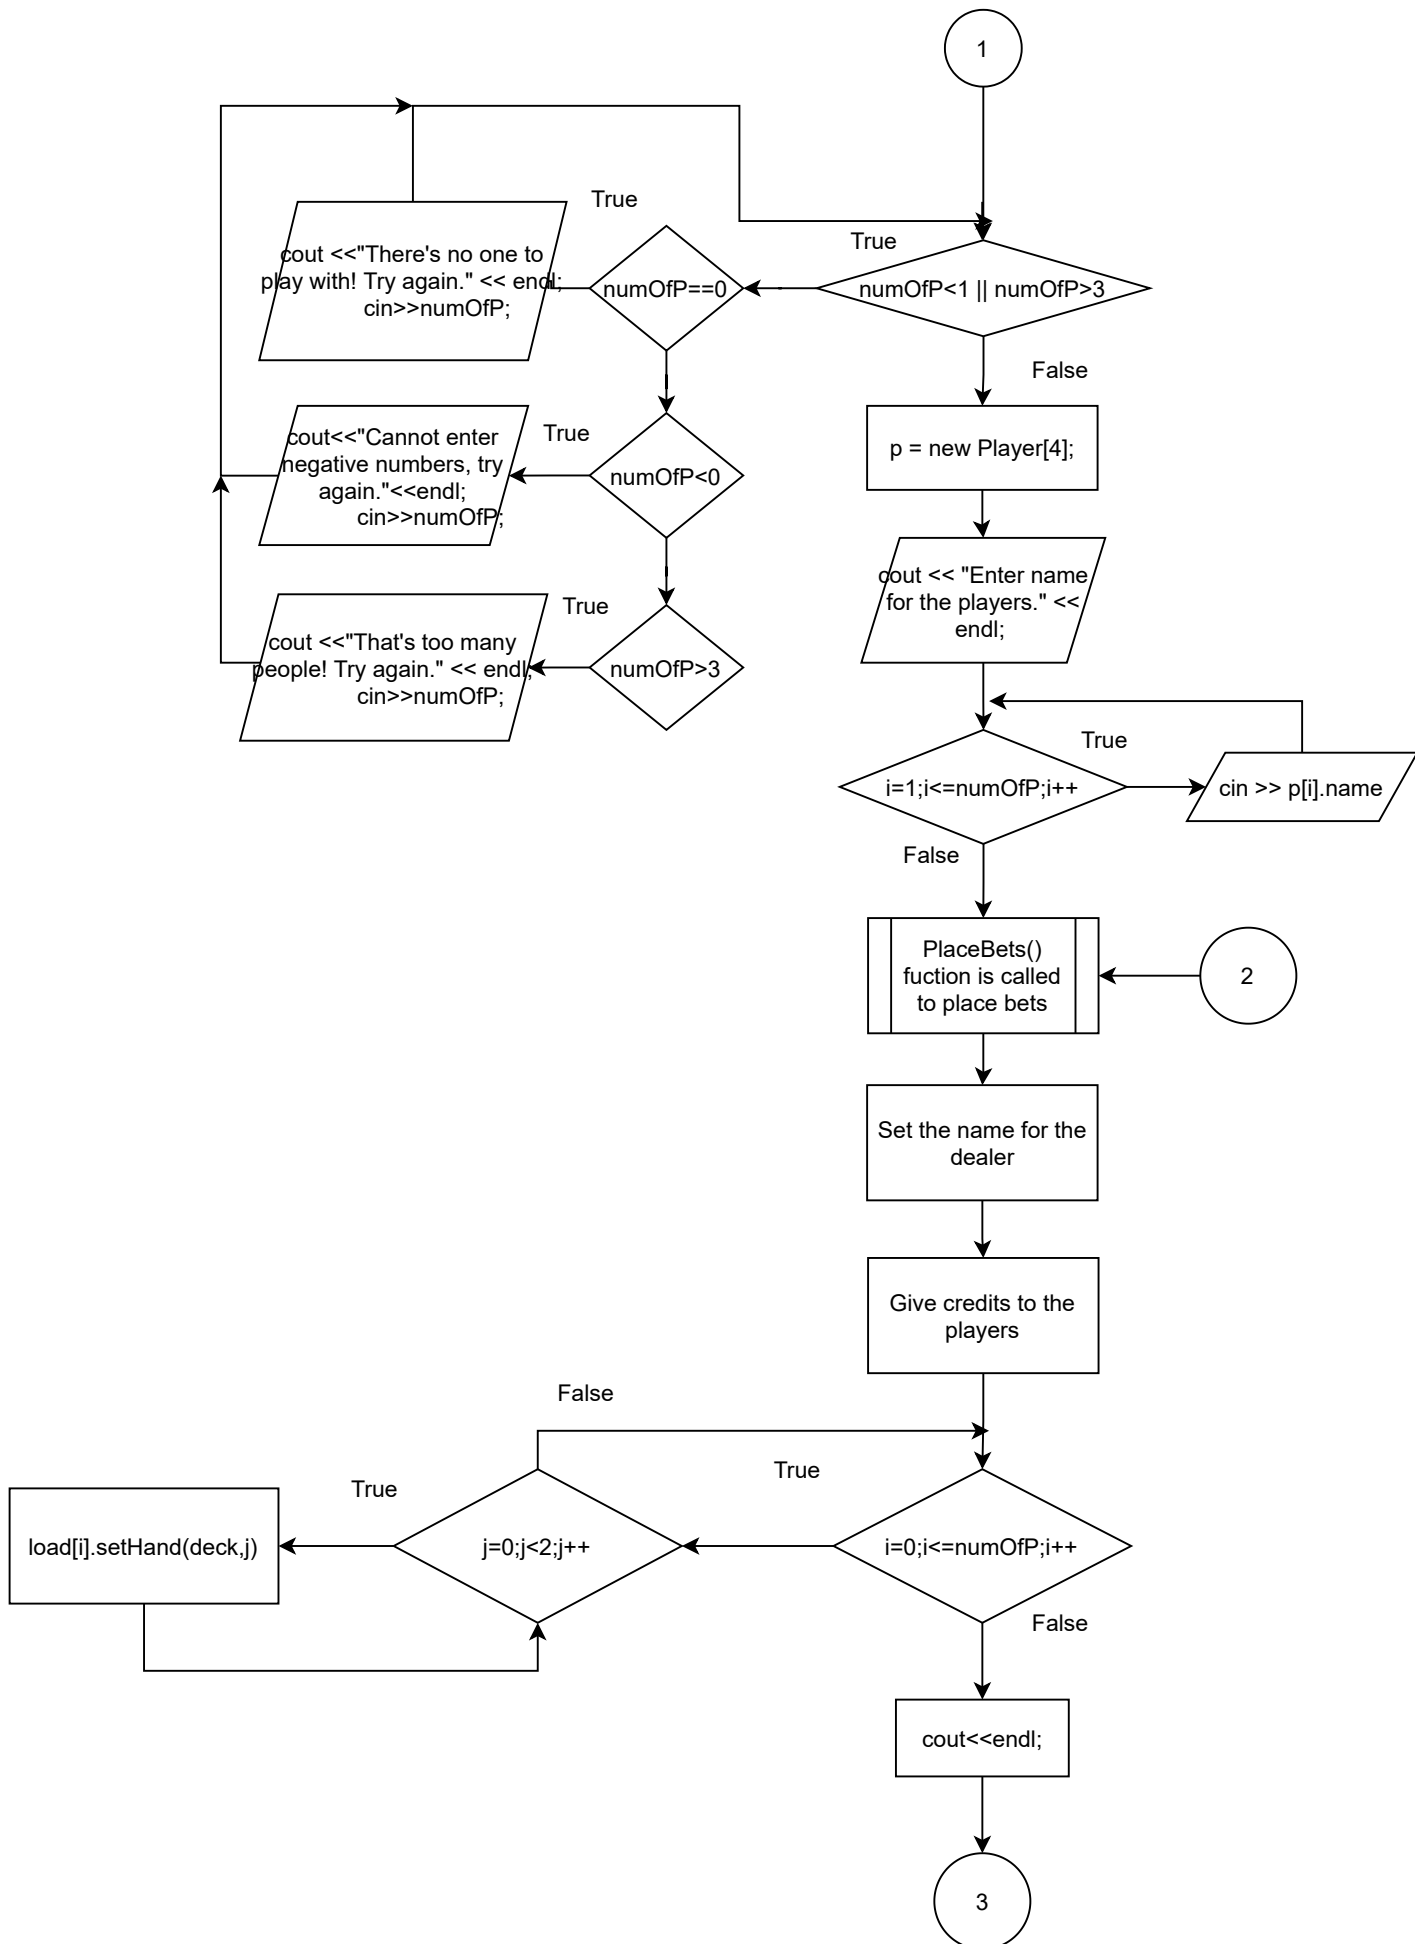 1
True
cout <<"There's no one to
play with! Try again." << endl;
cin>>numOfP;
numOfP==0
True
numOfP<1 || numOfP>3
False
True
cout<<"Cannot enter
negative numbers, try
again."<<endl;
cin>>numOfP;
numOfP<0
p = new Player[4];
True
cout <<"That's too many
people! Try again." << endl;
cin>>numOfP;
numOfP>3
cout << "Enter name
for the players." <<
endl;
True
i=1;i<=numOfP;i++
cin >> p[i].name
False
PlaceBets()
fuction is called
to place bets
2
Set the name for the
dealer
Give credits to the
players
False
True
True
load[i].setHand(deck,j)
j=0;j<2;j++
i=0;i<=numOfP;i++
False
cout<<endl;
3